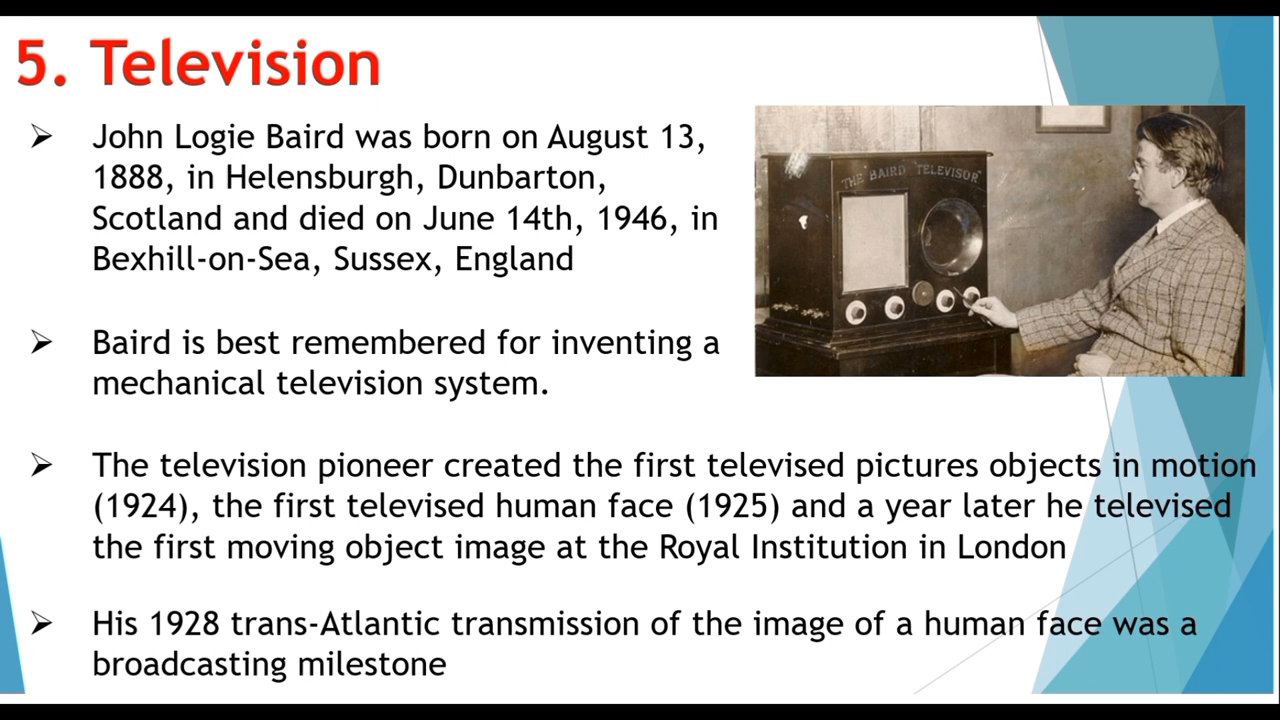 5. Television
John Logie Baird was born on August 13,
1888, in Helensburgh, Dunbarton,
Scotland and died on June 14th, 1946, in
Bexhill-on-Sea, Sussex, England
THE BAIRD "TELEVISOR"
Baird is best remembered for inventing a
mechanical television system.
The television pioneer created the first televised pictures objects in motion
(1924), the first televised human face (1925) and a year later he televised
the first moving object image at the Royal Institution in London
His 1928 trans-Atlantic transmission of the image of a human face was a
broadcasting milestone